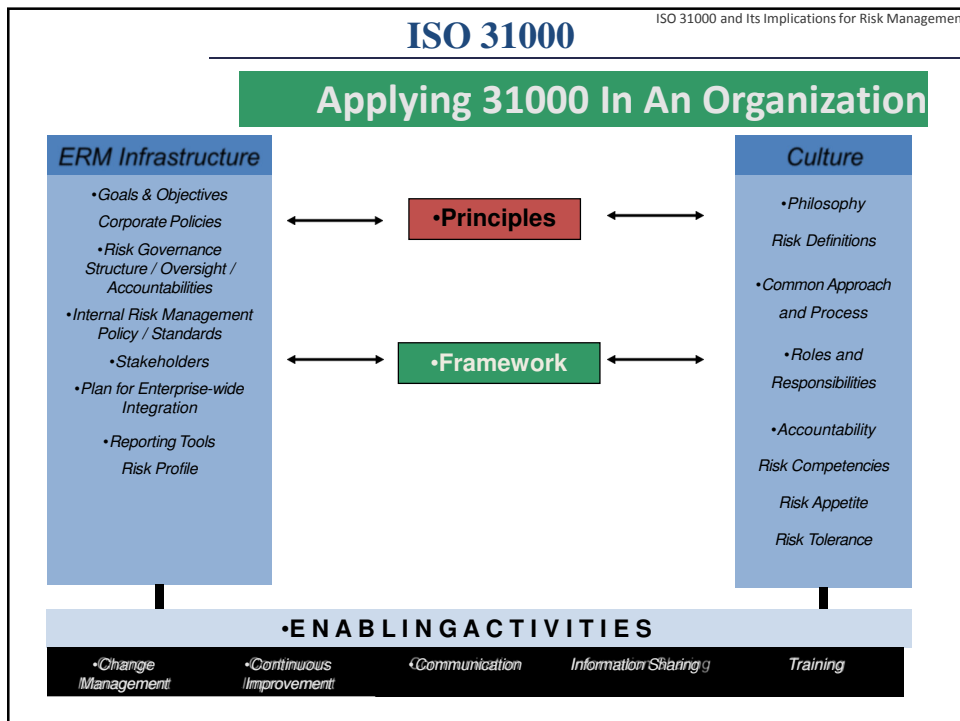 ISO 31000 and Its Implications for Risk Managemen
ISO 31000
Applying 31000 In An Organization
ERM Infrastructure
•Goals & Objectives
Corporate Policies
•Risk Governance
Structure / Oversight /
Accountabilities
•Internal Risk Management
Policy / Standards
•Stakeholders
•Plan for Enterprise-wide
Integration
•Reporting Tools
Risk Profile
•Principles
•Framework
Culture
•Philosophy
Risk Definitions
•Common Approach
and Process
•Roles and
Responsibilities
•Accountability
Risk Competencies
Risk Appetite
Risk Tolerance
•E N A B L I N G A C T I V I T I E S
•Change
Management
•Continuous
Improvement
•Communication
Information Sharing
Training